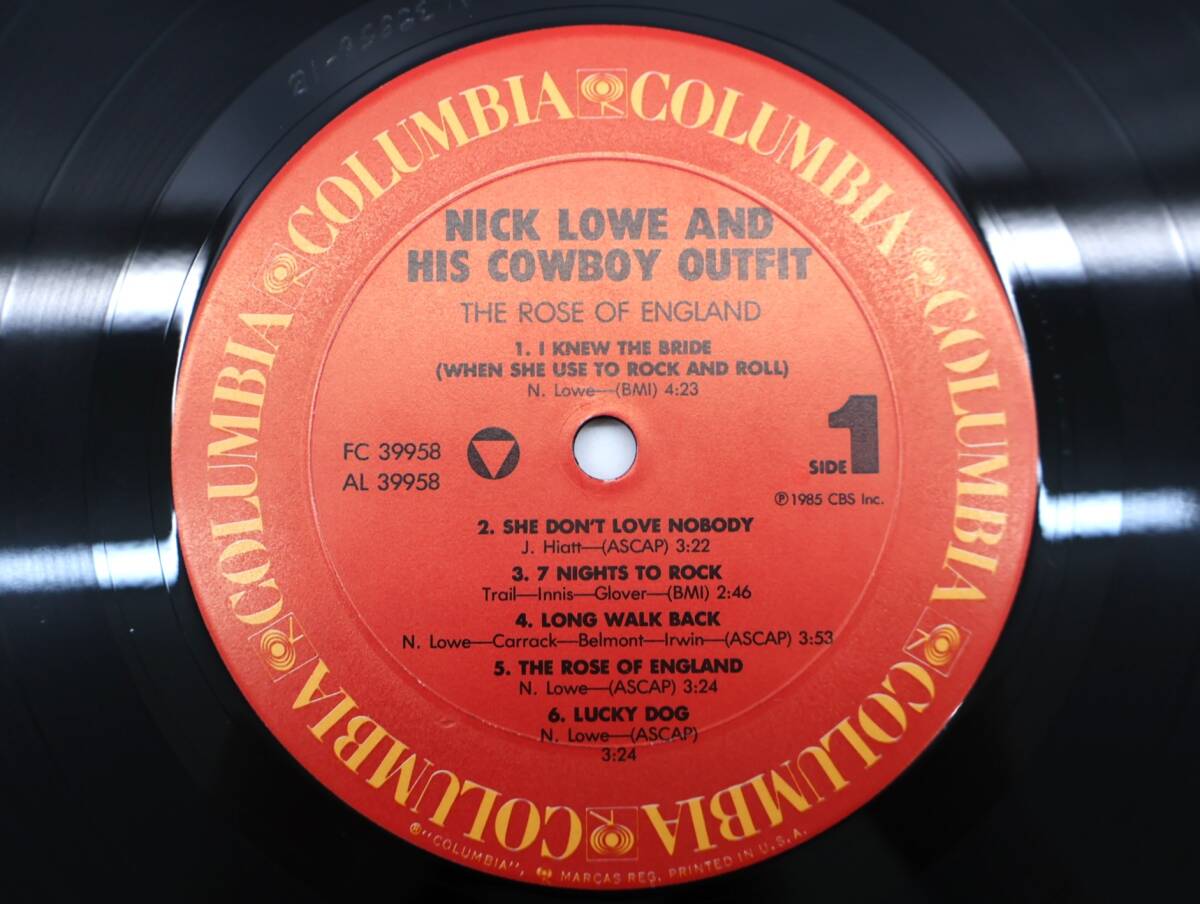 COLUMBIA COLUMBIA COLUMBIA COLUMBIA COLUMBIA COLUMBIA COLUMBIA COLUMBIA COLUMBIA COLUMBIA
NICK LOWE AND
HIS COWBOY OUTFIT
THE ROSE OF ENGLAND
1. I KNEW THE BRIDE
(WHEN SHE USE TO ROCK AND ROLL)
N. Lowe—(BMI) 4:23
FC 39958
AL 39958
SIDE 1
℗1985 CBS Inc.
2. SHE DON'T LOVE NOBODY
J. Hiatt—(ASCAP) 3:22
3. 7 NIGHTS TO ROCK
Trail—Innis—Glover—(BMI) 2:46
4. LONG WALK BACK
N. Lowe—Carrack—Belmont—Irwin—(ASCAP) 3:53
5. THE ROSE OF ENGLAND
N. Lowe—(ASCAP) 3:24
6. LUCKY DOG
N. Lowe—(ASCAP)
3:24
®"COLUMBIA", MARCAS REG. PRINTED IN U.S.A.